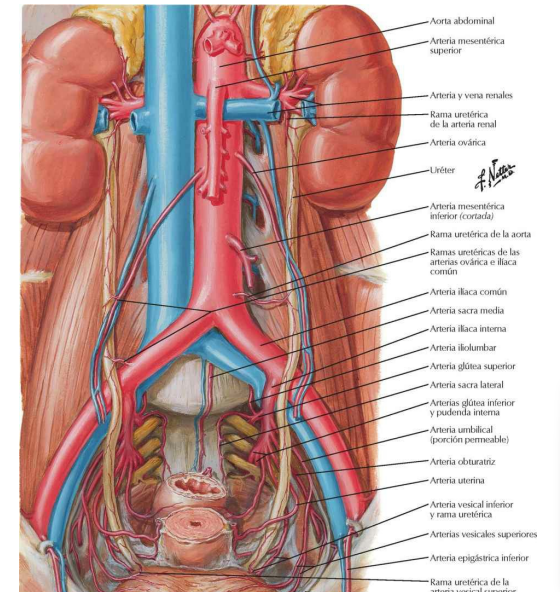 Aorta abdominal
Arteria mesentérica
superior
Arteria y vena renales
Rama uretérica
de la arteria renal
Arteria ovárica
Uréter
f. Netter
Arteria mesentérica
inferior (cortada)
Rama uretérica de la aorta
Ramas uretéricas de las
arterias ovárica e ilíaca
común
Arteria ilíaca común
Arteria sacra media
Arteria ilíaca interna
Arteria iliolumbar
Arteria glútea superior
Arteria sacra lateral
Arterias glútea inferior
y pudenda interna
Arteria umbilical
(porción permeable)
Arteria obturatriz
Arteria uterina
Arteria vesical inferior
y rama uretérica
Arterias vesicales superiores
Arteria epigástrica inferior
Rama uretérica de la
arteria vesical superior